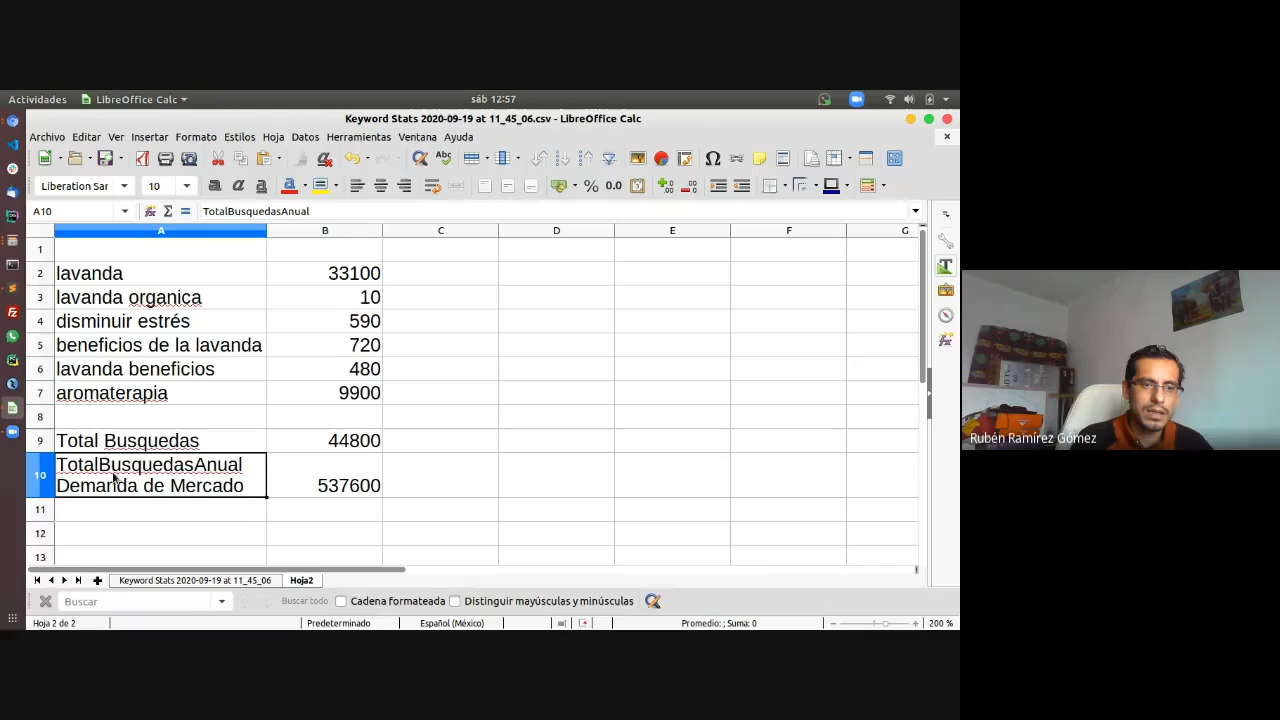 Actividades LibreOffice Calc sáb 12:57
Keyword Stats 2020-09-19 at 11_45_06.csv - LibreOffice Calc
Archivo Editar Ver Insertar Formato Estilos Hoja Datos Herramientas Ventana Ayuda
Liberation Sar 10
A10 TotalBusquedasAnual
A B C D E F G
1
2 lavanda 33100
3 lavanda organica 10
4 disminuir estrés 590
5 beneficios de la lavanda 720
6 lavanda beneficios 480
7 aromaterapia 9900
8
9 Total Busquedas 44800
TotalBusquedasAnual
10 Demanda de Mercado 537600
11
12
13
Keyword Stats 2020-09-19 at 11_45_06 Hoja2
Buscar Buscar todo Cadena formateada Distinguir mayúsculas y minúsculas
Hoja 2 de 2 Predeterminado Español (México) Promedio: ; Suma: 0 200 %
Rubén Ramírez Gómez